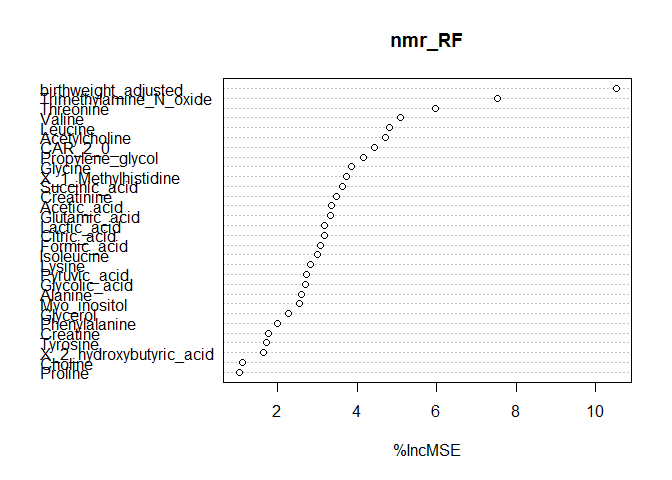 nmr_RF
birthweight_adjusted
Trimethylamine_N_oxide
Threonine
Valine
Leucine
Acetylcholine
CAR_2_0
Propylene_glycol
Glycine
X_1_Methylhistidine
Succinic_acid
Creatinine
Acetic_acid
Glutamic_acid
Lactic_acid
Citric_acid
Formic_acid
Isoleucine
Lysine
Pyruvic_acid
Glycolic_acid
Alanine
Myo_inositol
Glycerol
Phenylalanine
Creatine
Tyrosine
X_2_hydroxybutyric_acid
Choline
Proline
2 4 6 8 10
%IncMSE